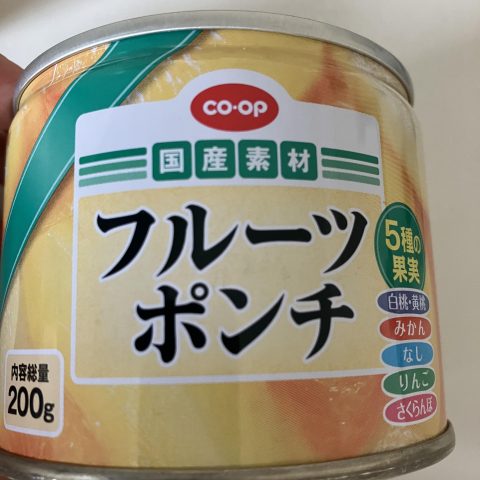 CO・OP
国産素材
フルーツ
ポンチ
5種の
果実
白桃・黄桃
みかん
なし
りんご
さくらんぼ
内容総量
200g